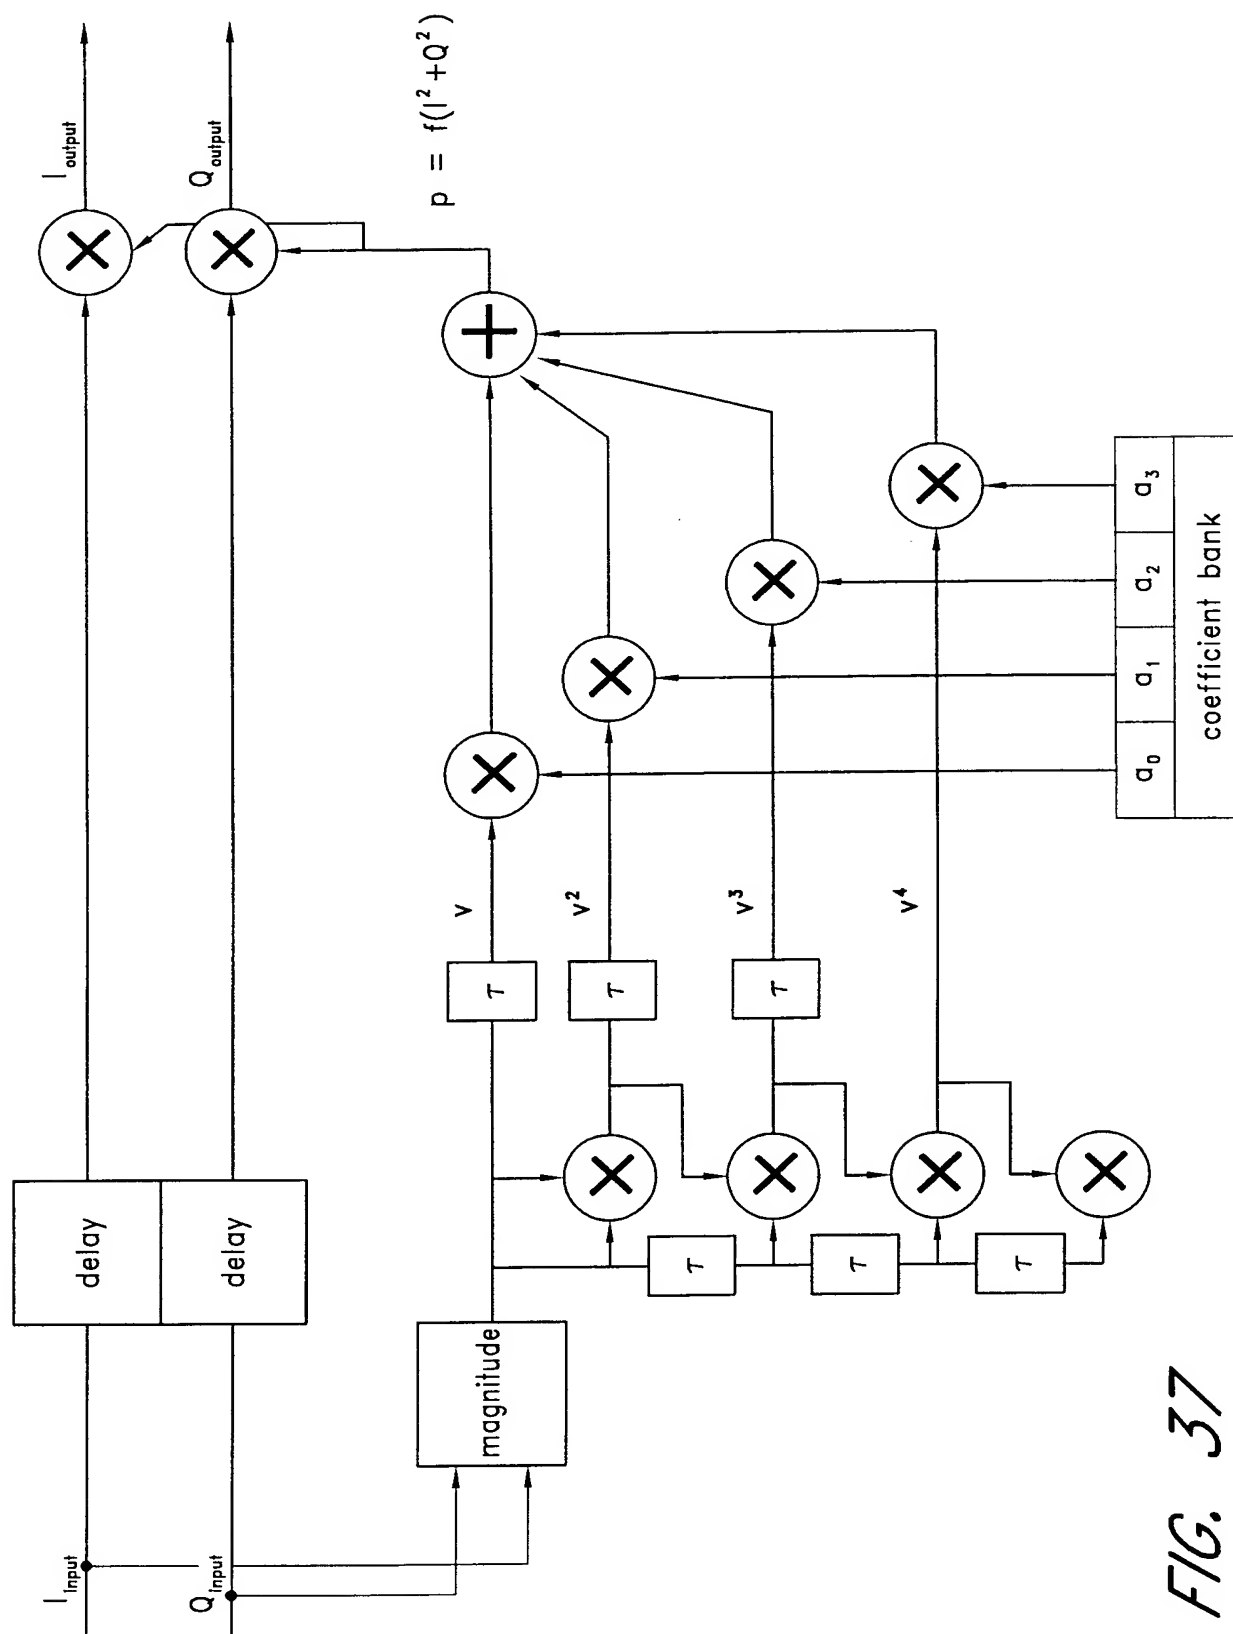 I_input
Q_input
delay
delay
I_output
Q_output
p = f(I²+Q²)
magnitude
τ
τ
τ
τ
τ
τ
v
v²
v³
v⁴
a₀ a₁ a₂ a₃
coefficient bank
FIG. 37